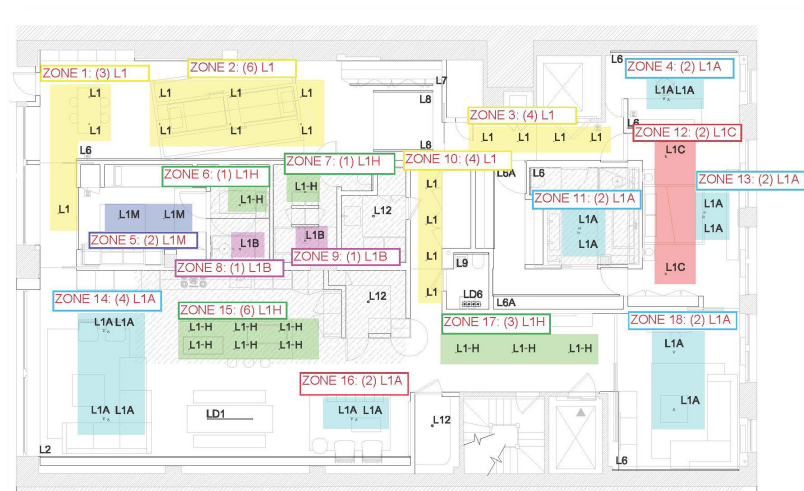 ZONE 1: (3) L1
ZONE 2: (6) L1
ZONE 4: (2) L1A
L6
L7
L1
L1
L1
L1
L1
L1A
L1A
L8
ZONE 3: (4) L1
L6
L1
L1
L1
L1
L1
ZONE 12: (2) L1C
L1
L1
L1
L1
L8
L6
ZONE 7: (1) L1H
ZONE 10: (4) L1
L1C
ZONE 6: (1) L1H
L6A
L6
ZONE 13: (2) L1A
L1-H
L1
L1-H
ZONE 11: (2) L1A
L1
L1M
L1M
L12
L1
L1A
L1A
ZONE 5: (2) L1M
L1B
L1B
L1A
L1A
ZONE 8: (1) L1B
ZONE 9: (1) L1B
L1
L9
L1C
ZONE 14: (4) L1A
L12
L1
LD6
L6A
ZONE 15: (6) L1H
ZONE 17: (3) L1H
ZONE 18: (2) L1A
L1A
L1A
L1-H
L1-H
L1-H
L1-H
L1-H
L1-H
L1-H
L1-H
L1-H
L1A
ZONE 16: (2) L1A
L1A
L1A
LD1
L1A
L1A
L12
L1A
L2
L6